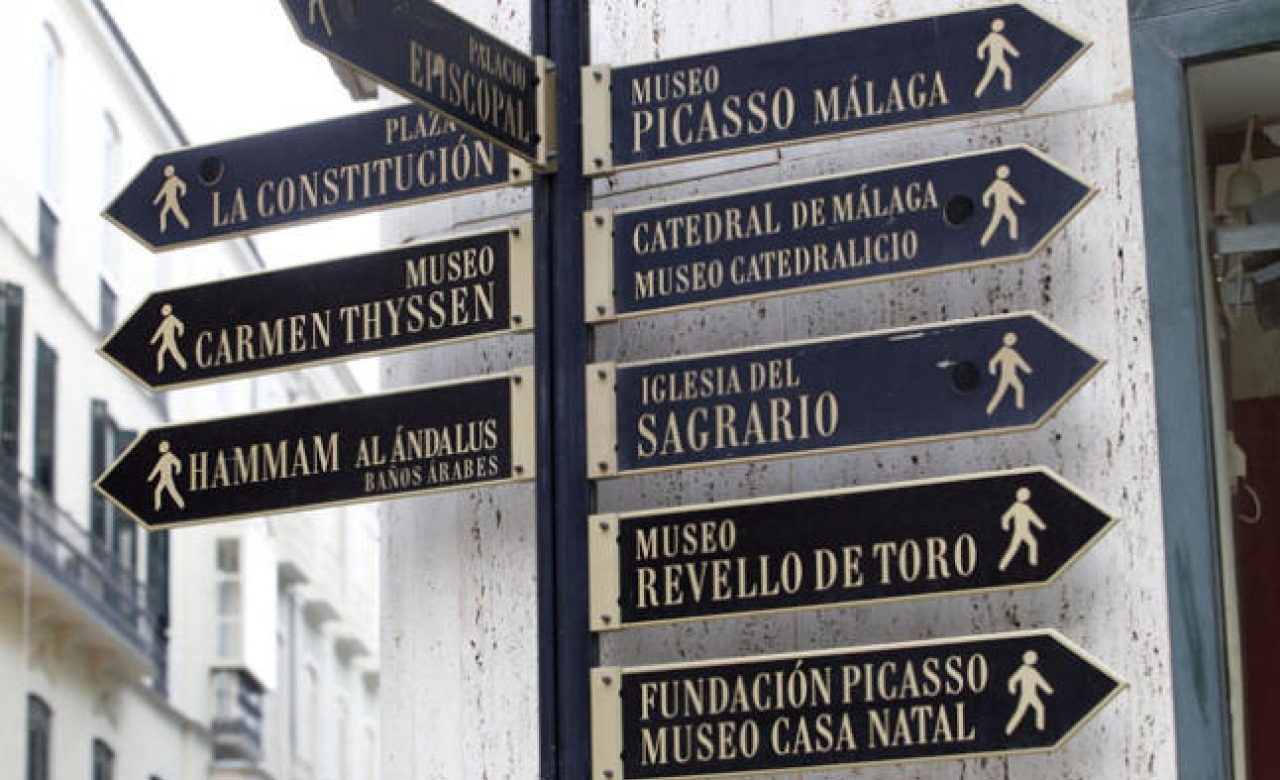 PALACIO
EPISCOPAL
PLAZA
LA CONSTITUCIÓN
MUSEO
CARMEN THYSSEN
HAMMAM AL ÁNDALUS
BAÑOS ÁRABES
MUSEO
PICASSO MÁLAGA
CATEDRAL DE MÁLAGA
MUSEO CATEDRALICIO
IGLESIA DEL
SAGRARIO
MUSEO
REVELLO DE TORO
FUNDACIÓN PICASSO
MUSEO CASA NATAL